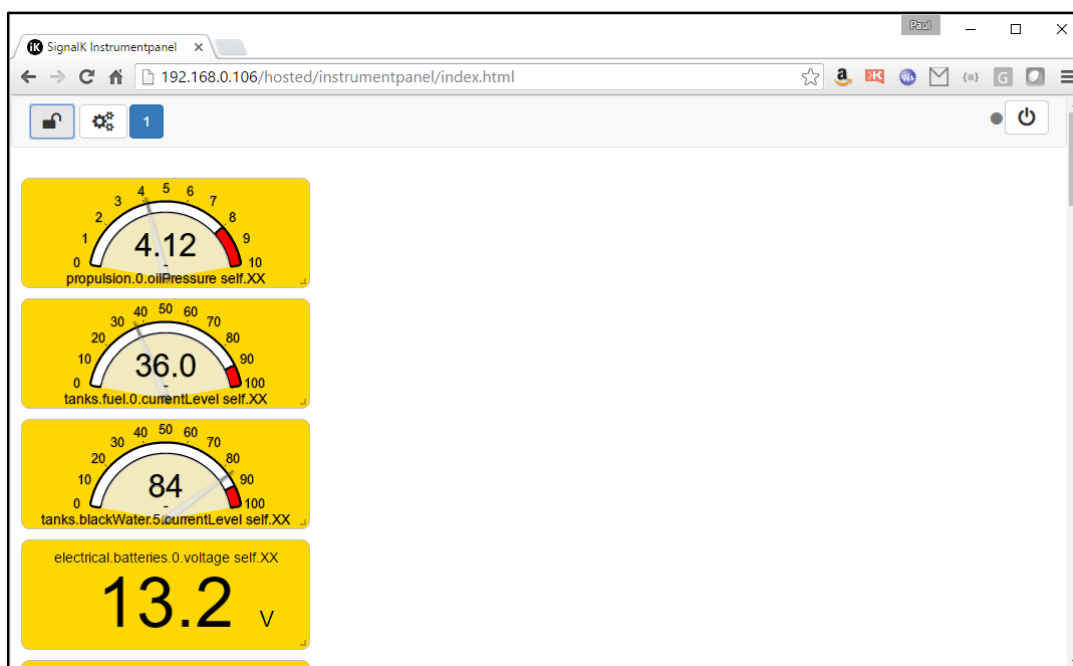 Paul
SignalK Instrumentpanel
192.168.0.106/hosted/instrumentpanel/index.html
1
0 1 2 3 4 5 6 7 8 9 10
4.12
-
propulsion.0.oilPressure self.XX
0 10 20 30 40 50 60 70 80 90 100
36.0
-
tanks.fuel.0.currentLevel self.XX
0 10 20 30 40 50 60 70 80 90 100
84
-
tanks.blackWater.5.currentLevel self.XX
electrical.batteries.0.voltage self.XX
13.2 V